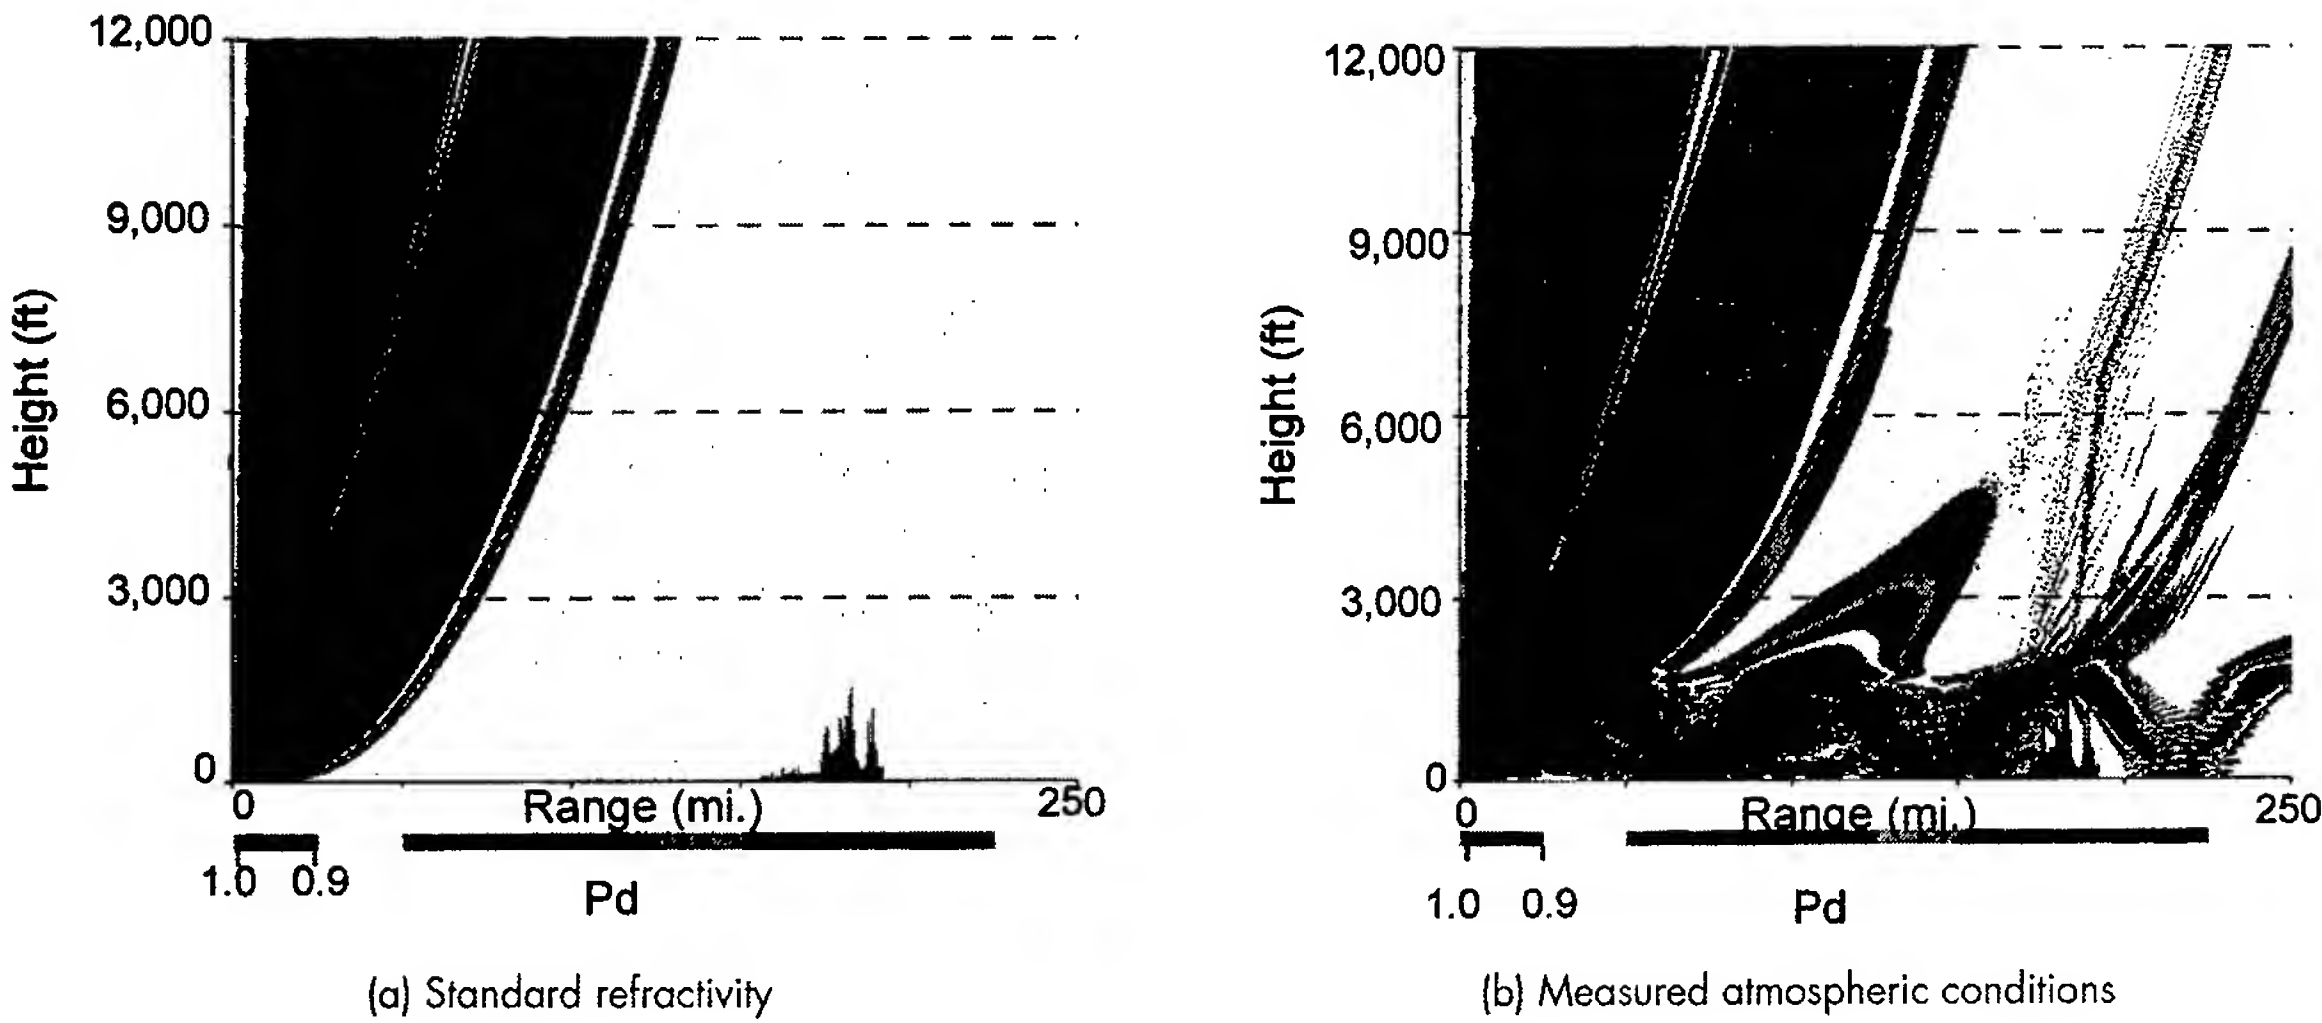 12,000
9,000
6,000
3,000
0
Height (ft)
0 Range (mi.) 250
1.0 0.9
Pd
(a) Standard refractivity
12,000
9,000
6,000
3,000
0
Height (ft)
0 Range (mi.) 250
1.0 0.9
Pd
(b) Measured atmospheric conditions